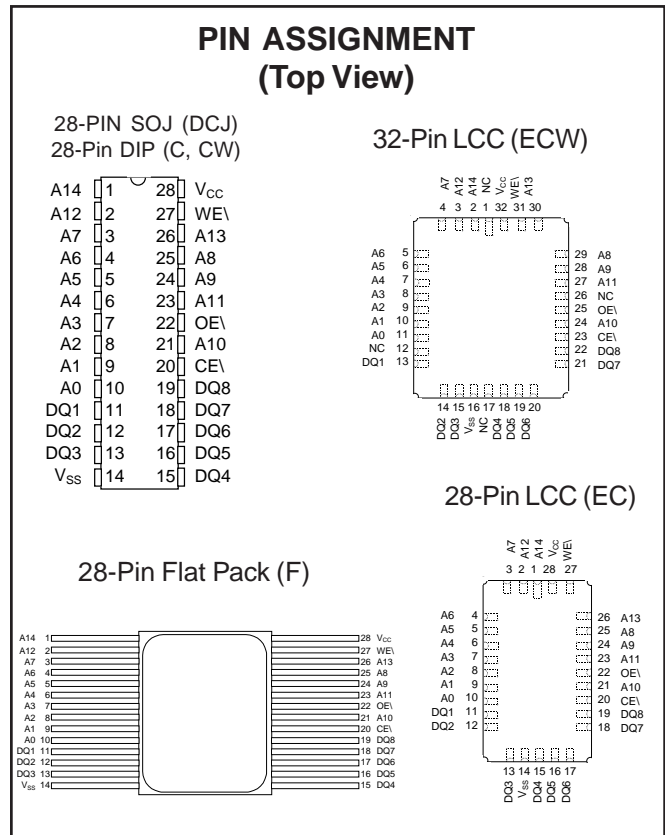 PIN ASSIGNMENT
(Top View)
28-PIN SOJ (DCJ)
28-Pin DIP (C, CW)
A14 1 28 VCC
A12 2 27 WE\
A7 3 26 A13
A6 4 25 A8
A5 5 24 A9
A4 6 23 A11
A3 7 22 OE\
A2 8 21 A10
A1 9 20 CE\
A0 10 19 DQ8
DQ1 11 18 DQ7
DQ2 12 17 DQ6
DQ3 13 16 DQ5
VSS 14 15 DQ4
32-Pin LCC (ECW)
A7 A12 A14 NC VCC WE\ A13
4 3 2 1 32 31 30
A6 5 29 A8
A5 6 28 A9
A4 7 27 A11
A3 8 26 NC
A2 9 25 OE\
A1 10 24 A10
A0 11 23 CE\
NC 12 22 DQ8
DQ1 13 21 DQ7
14 15 16 17 18 19 20
DQ2 DQ3 VSS NC DQ4 DQ5 DQ6
28-Pin Flat Pack (F)
A14 1 28 VCC
A12 2 27 WE\
A7 3 26 A13
A6 4 25 A8
A5 5 24 A9
A4 6 23 A11
A3 7 22 OE\
A2 8 21 A10
A1 9 20 CE\
A0 10 19 DQ8
DQ1 11 18 DQ7
DQ2 12 17 DQ6
DQ3 13 16 DQ5
VSS 14 15 DQ4
28-Pin LCC (EC)
A7 A12 A14 VCC WE\
3 2 1 28 27
A6 4 26 A13
A5 5 25 A8
A4 6 24 A9
A3 7 23 A11
A2 8 22 OE\
A1 9 21 A10
A0 10 20 CE\
DQ1 11 19 DQ8
DQ2 12 18 DQ7
13 14 15 16 17
DQ3 VSS DQ4 DQ5 DQ6